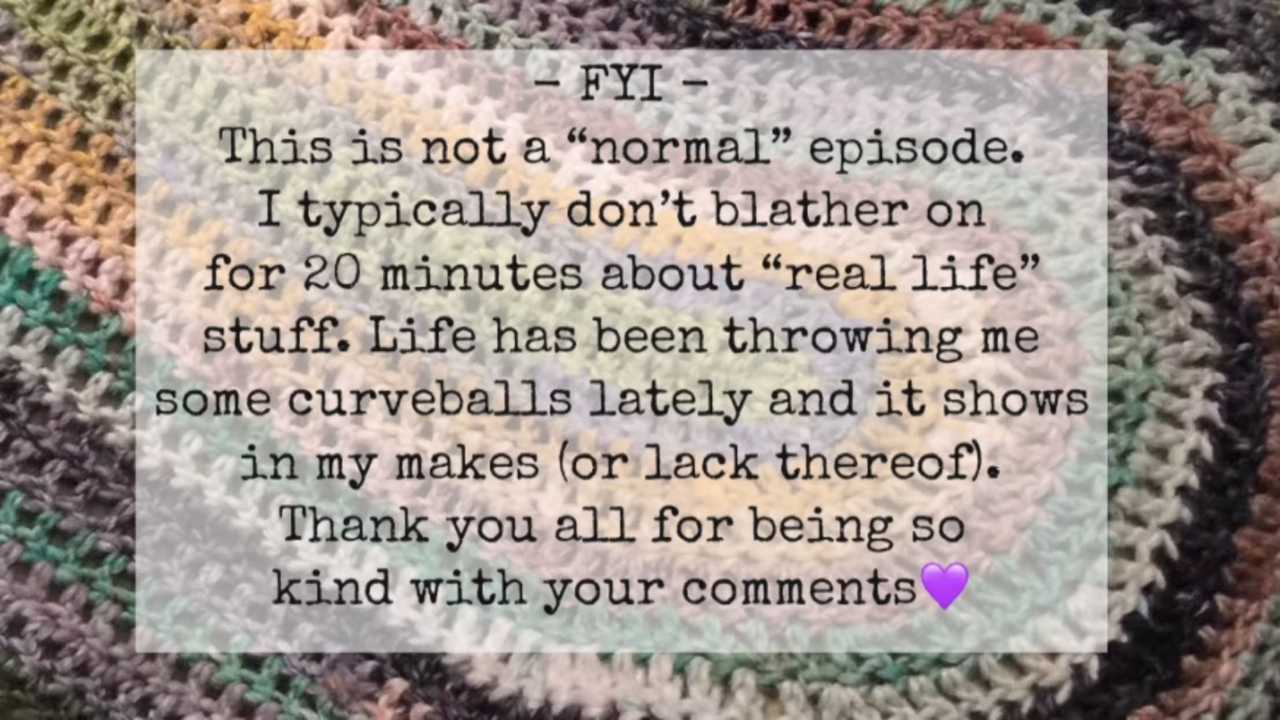 - FYI -
This is not a “normal” episode.
I typically don’t blather on
for 20 minutes about “real life”
stuff. Life has been throwing me
some curveballs lately and it shows
in my makes (or lack thereof).
Thank you all for being so
kind with your comments💜